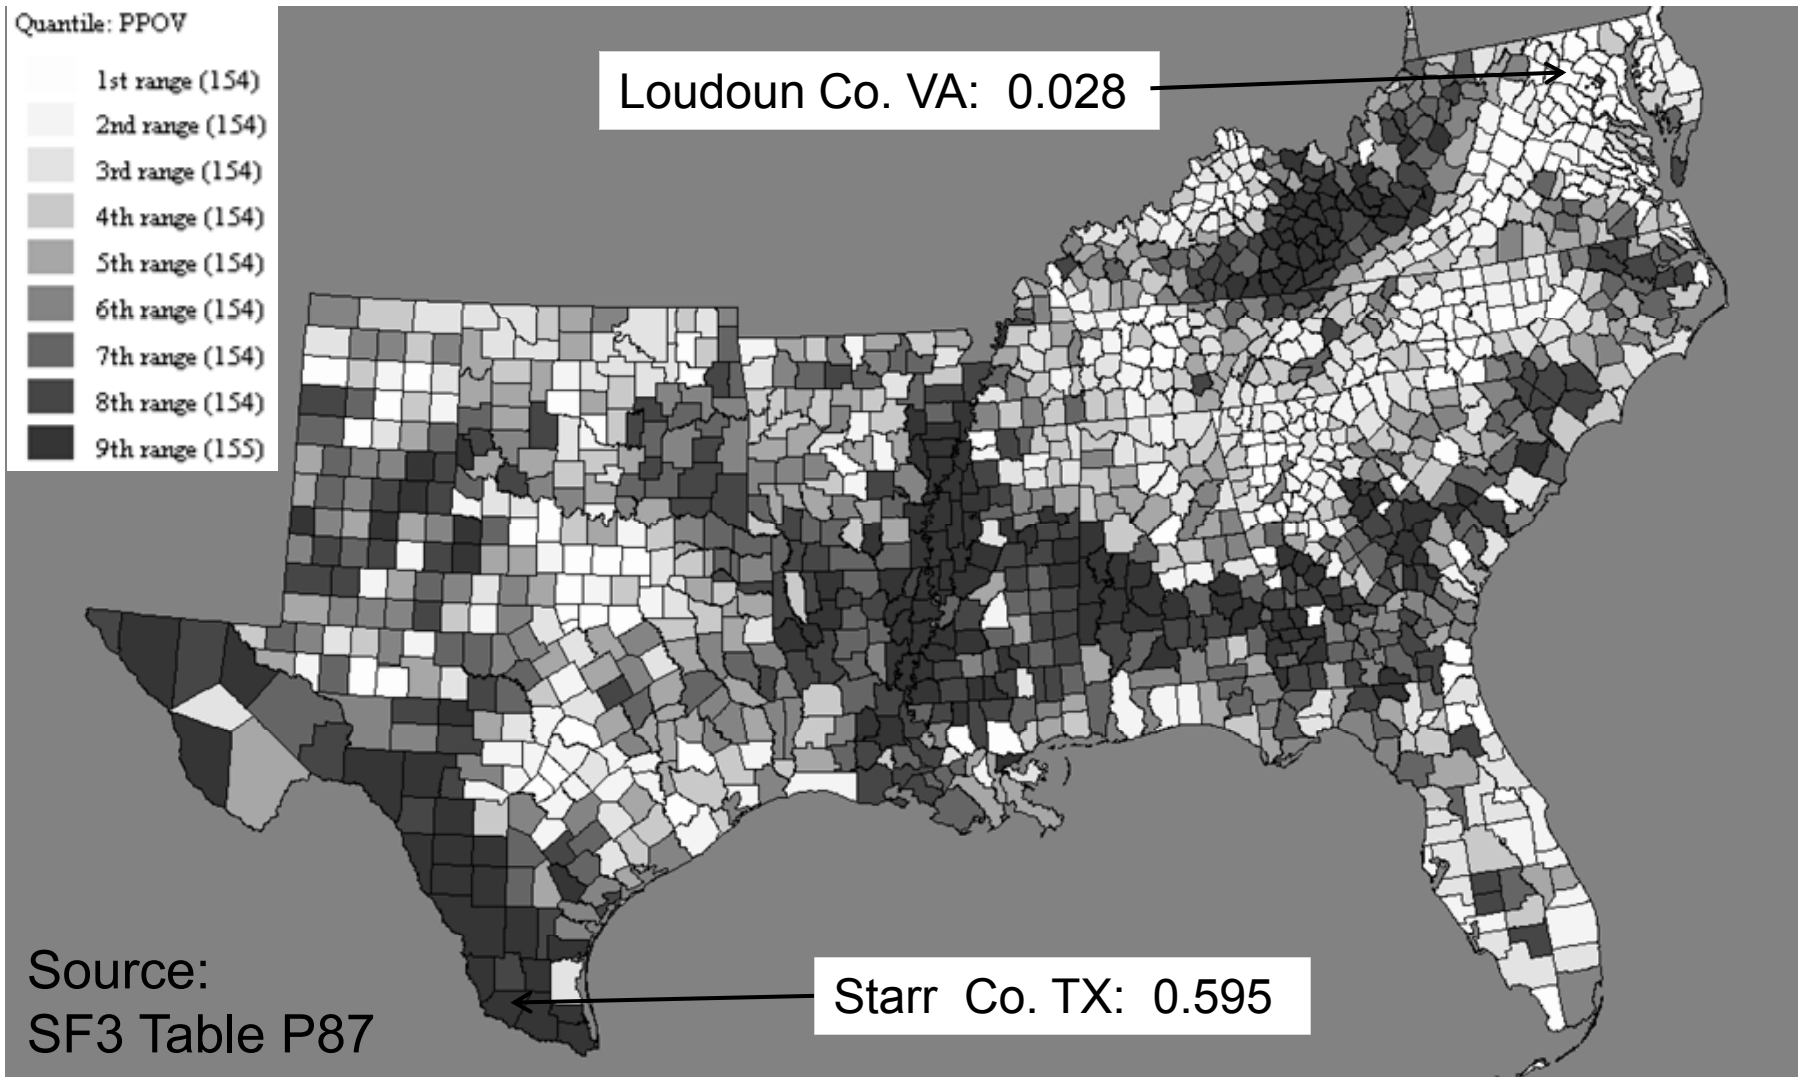 Quantile: PPOV
1st range (154)
2nd range (154)
3rd range (154)
4th range (154)
5th range (154)
6th range (154)
7th range (154)
8th range (154)
9th range (155)
Loudoun Co. VA: 0.028
Starr Co. TX: 0.595
Source:
SF3 Table P87